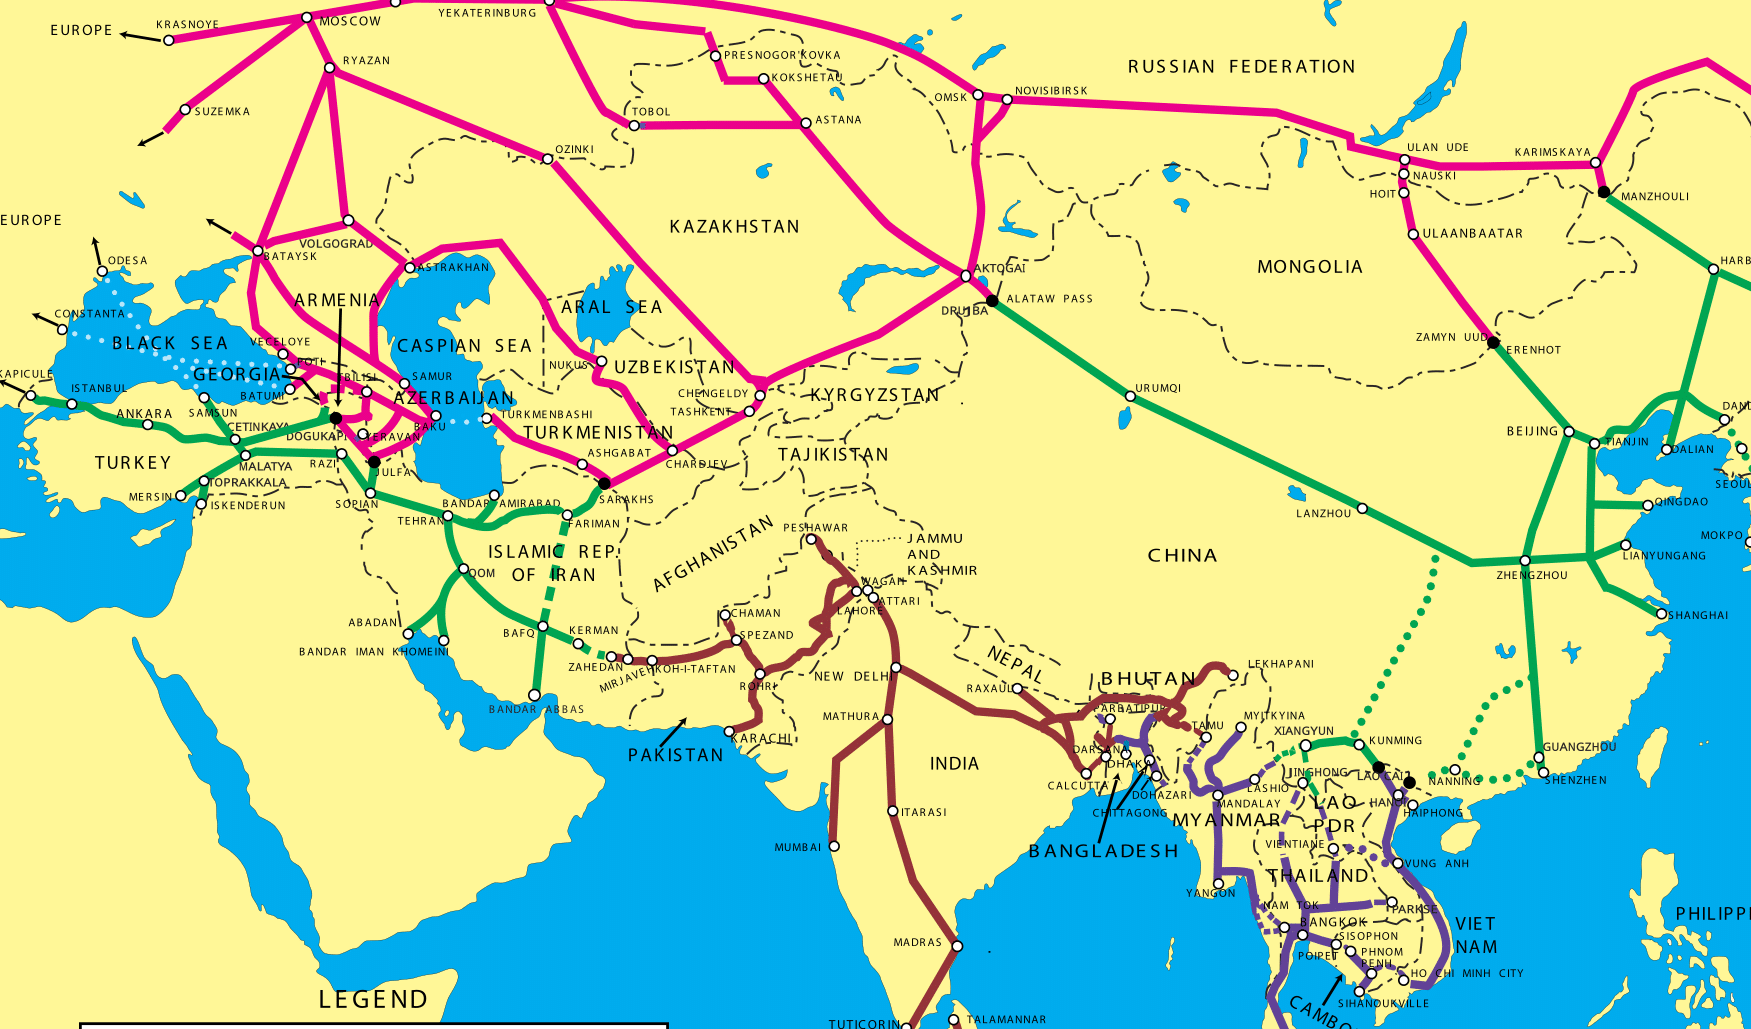 EUROPE
KRASNOYE
MOSCOW
YEKATERINBURG
RYAZAN
SUZEMKA
PRESNOGOR'KOVKA
KOKSHETAU
TOBOL
ASTANA
OZINKI
OMSK
NOVISIBIRSK
RUSSIAN FEDERATION
ULAN UDE
NAUSKI
HOIT
KARIMSKAYA
MANZHOULI
ULAANBAATAR
HARB
EUROPE
ODESA
VOLGOGRAD
BATAYSK
ASTRAKHAN
KAZAKHSTAN
AKTOGAI
ALATAW PASS
DRUJBA
MONGOLIA
ZAMYN UUD
ERENHOT
ARMENIA
CONSTANTA
BLACK SEA
VECELOYE
POTI
GEORGIA
TBILISI
BATUMI
CASPIAN SEA
SAMUR
AZERBAIJAN
BAKU
ARAL SEA
NUKUS
UZBEKISTAN
CHENGELDY
TASHKENT
KYRGYZSTAN
URUMQI
KAPICULE
ISTANBUL
ANKARA
SAMSUN
CETINKAYA
DOGUKAPI
YERAVAN
TURKMENBASHI
TURKMENISTAN
ASHGABAT
CHARDJEV
TAJIKISTAN
BEIJING
TIANJIN
DALIAN
DAND
SEOUL
TURKEY
MALATYA
RAZI
JULFA
TOPRAKKALA
MERSIN
ISKENDERUN
SOPIAN
BANDAR AMIRABAD
TEHRAN
SARAKHS
FARIMAN
LANZHOU
QINGDAO
MOKPO
LIANYUNGANG
ZHENGZHOU
SHANGHAI
CHINA
ISLAMIC REP.
OF IRAN
QOM
AFGHANISTAN
PESHAWAR
JAMMU
AND
KASHMIR
WAGAH
LAHORE
ATTARI
ABADAN
BANDAR IMAN KHOMEINI
BAFQ
KERMAN
ZAHEDAN
MIRJAVEH
KOH-I-TAFTAN
CHAMAN
SPEZAND
ROHRI
BANDAR ABBAS
PAKISTAN
KARACHI
NEW DELHI
MATHURA
NEPAL
RAXAUL
BHUTAN
LEKHAPANI
PARBATIPUR
DARSANA
DHAKA
CALCUTTA
TAMU
MYITKYINA
XIANGYUN
KUNMING
GUANGZHOU
SHENZHEN
INDIA
DOHAZARI
CHITTAGONG
BANGLADESH
LASHIO
MANDALAY
MYANMAR
JINGHONG
LAO CAI
NANNING
HANOI
HAIPHONG
LAO
PDR
VIENTIANE
VUNG ANH
THAILAND
ITARASI
MUMBAI
YANGON
NAM TOK
PARKSE
BANGKOK
SISOPHON
POIPET
PHNOM
PENH
VIET
NAM
HO CHI MINH CITY
SIHANOUKVILLE
CAMBO
PHILIPPI
MADRAS
TUTICORIN
TALAMANNAR
LEGEND